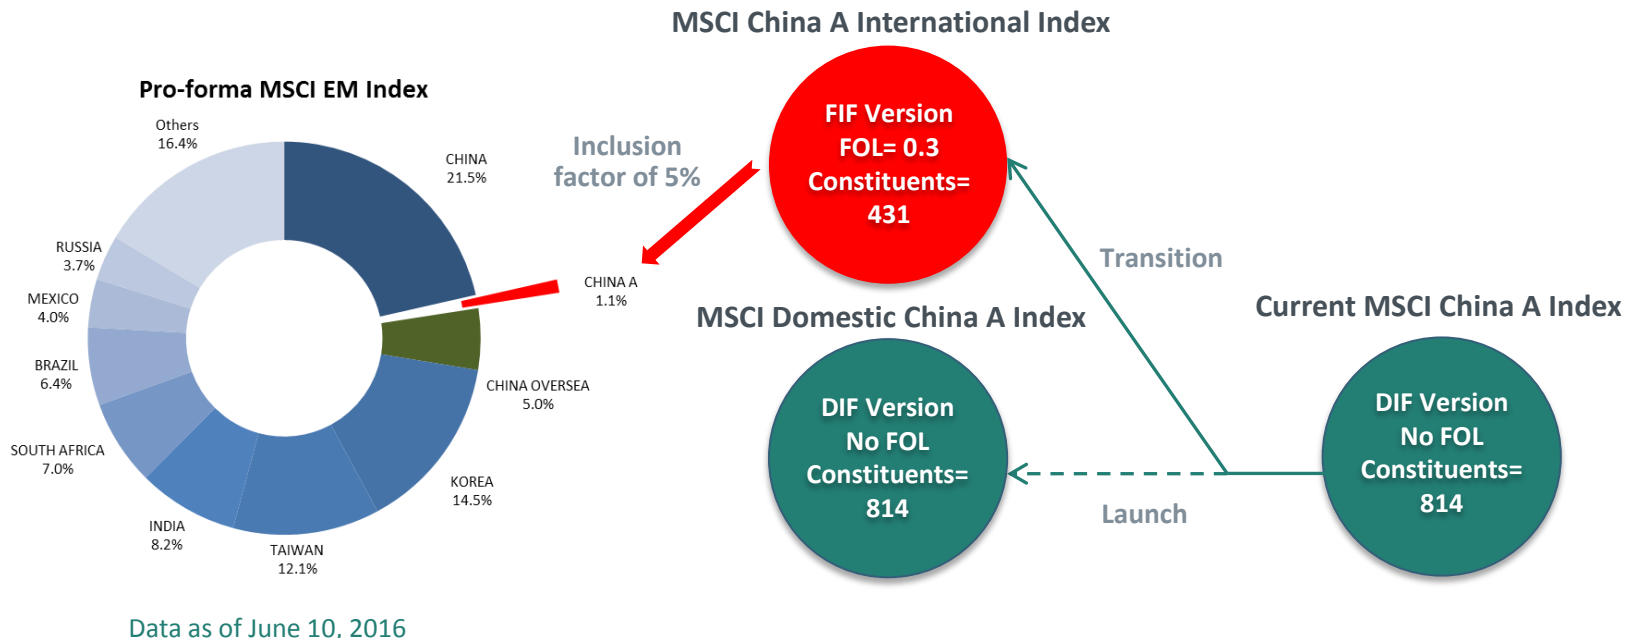 MSCI China A International Index
Pro-forma MSCI EM Index
Others
16.4%
CHINA
21.5%
RUSSIA
3.7%
MEXICO
4.0%
BRAZIL
6.4%
SOUTH AFRICA
7.0%
INDIA
8.2%
TAIWAN
12.1%
KOREA
14.5%
CHINA OVERSEA
5.0%
CHINA A
1.1%
Inclusion
factor of 5%
FIF Version
FOL= 0.3
Constituents=
431
Transition
MSCI Domestic China A Index
DIF Version
No FOL
Constituents=
814
Launch
Current MSCI China A Index
DIF Version
No FOL
Constituents=
814
Data as of June 10, 2016